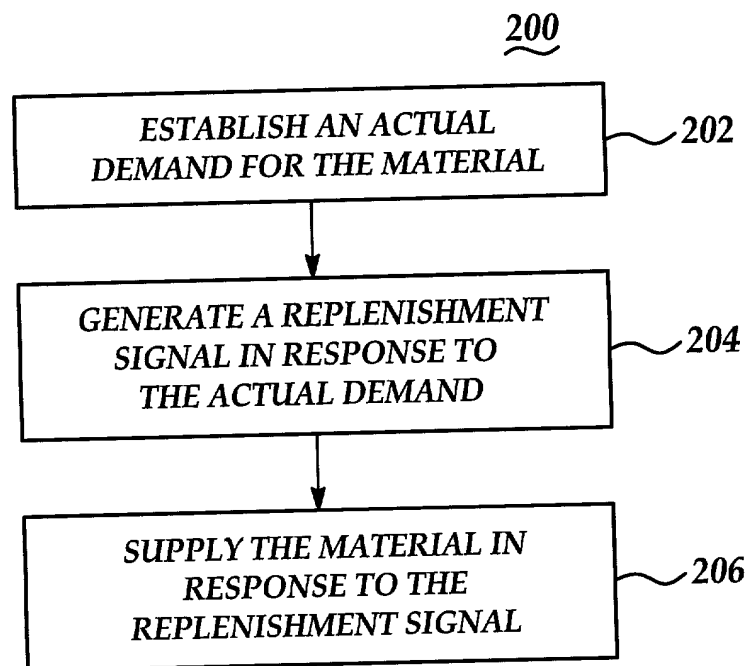 200
ESTABLISH AN ACTUAL
DEMAND FOR THE MATERIAL
202
GENERATE A REPLENISHMENT
SIGNAL IN RESPONSE TO
THE ACTUAL DEMAND
204
SUPPLY THE MATERIAL IN
RESPONSE TO THE
REPLENISHMENT SIGNAL
206